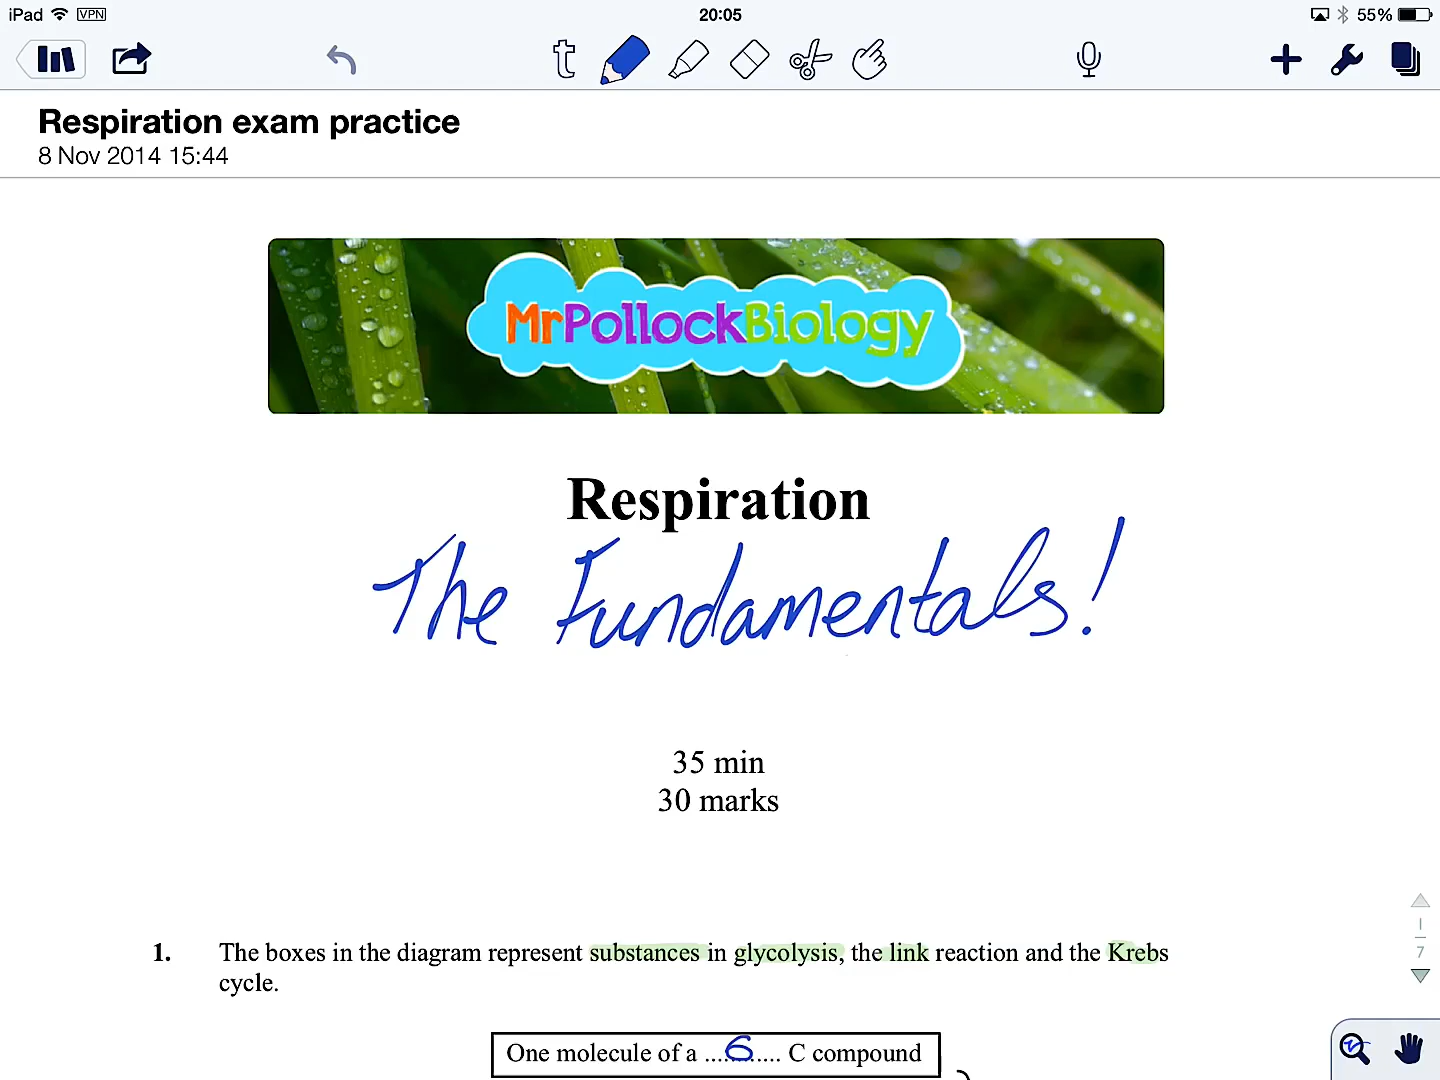 iPad VPN 20:05 55%
t
Respiration exam practice
8 Nov 2014 15:44
MrPollockBiology
Respiration
The Fundamentals!
35 min
30 marks
1. The boxes in the diagram represent substances in glycolysis, the link reaction and the Krebs
cycle.
One molecule of a ....6.... C compound
1
7